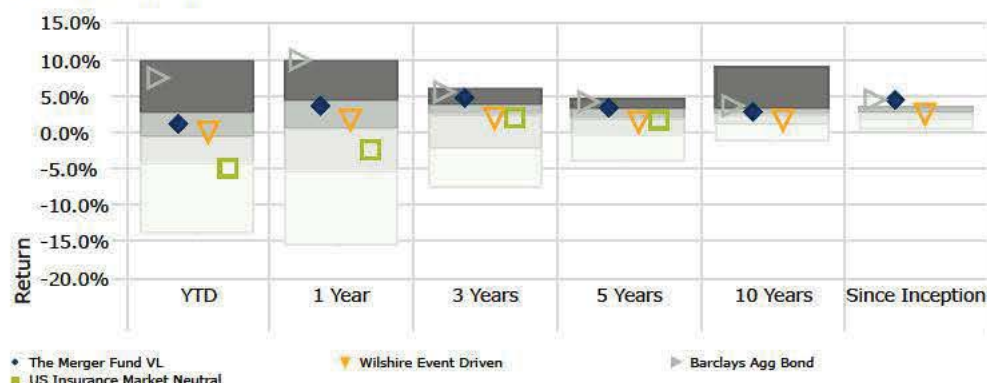 15.0%
10.0%
5.0%
0.0%
-5.0%
-10.0%
-15.0%
-20.0%
Return
YTD 1 Year 3 Years 5 Years 10 Years Since Inception
The Merger Fund VL Wilshire Event Driven Barclays Agg Bond
US Insurance Market Neutral